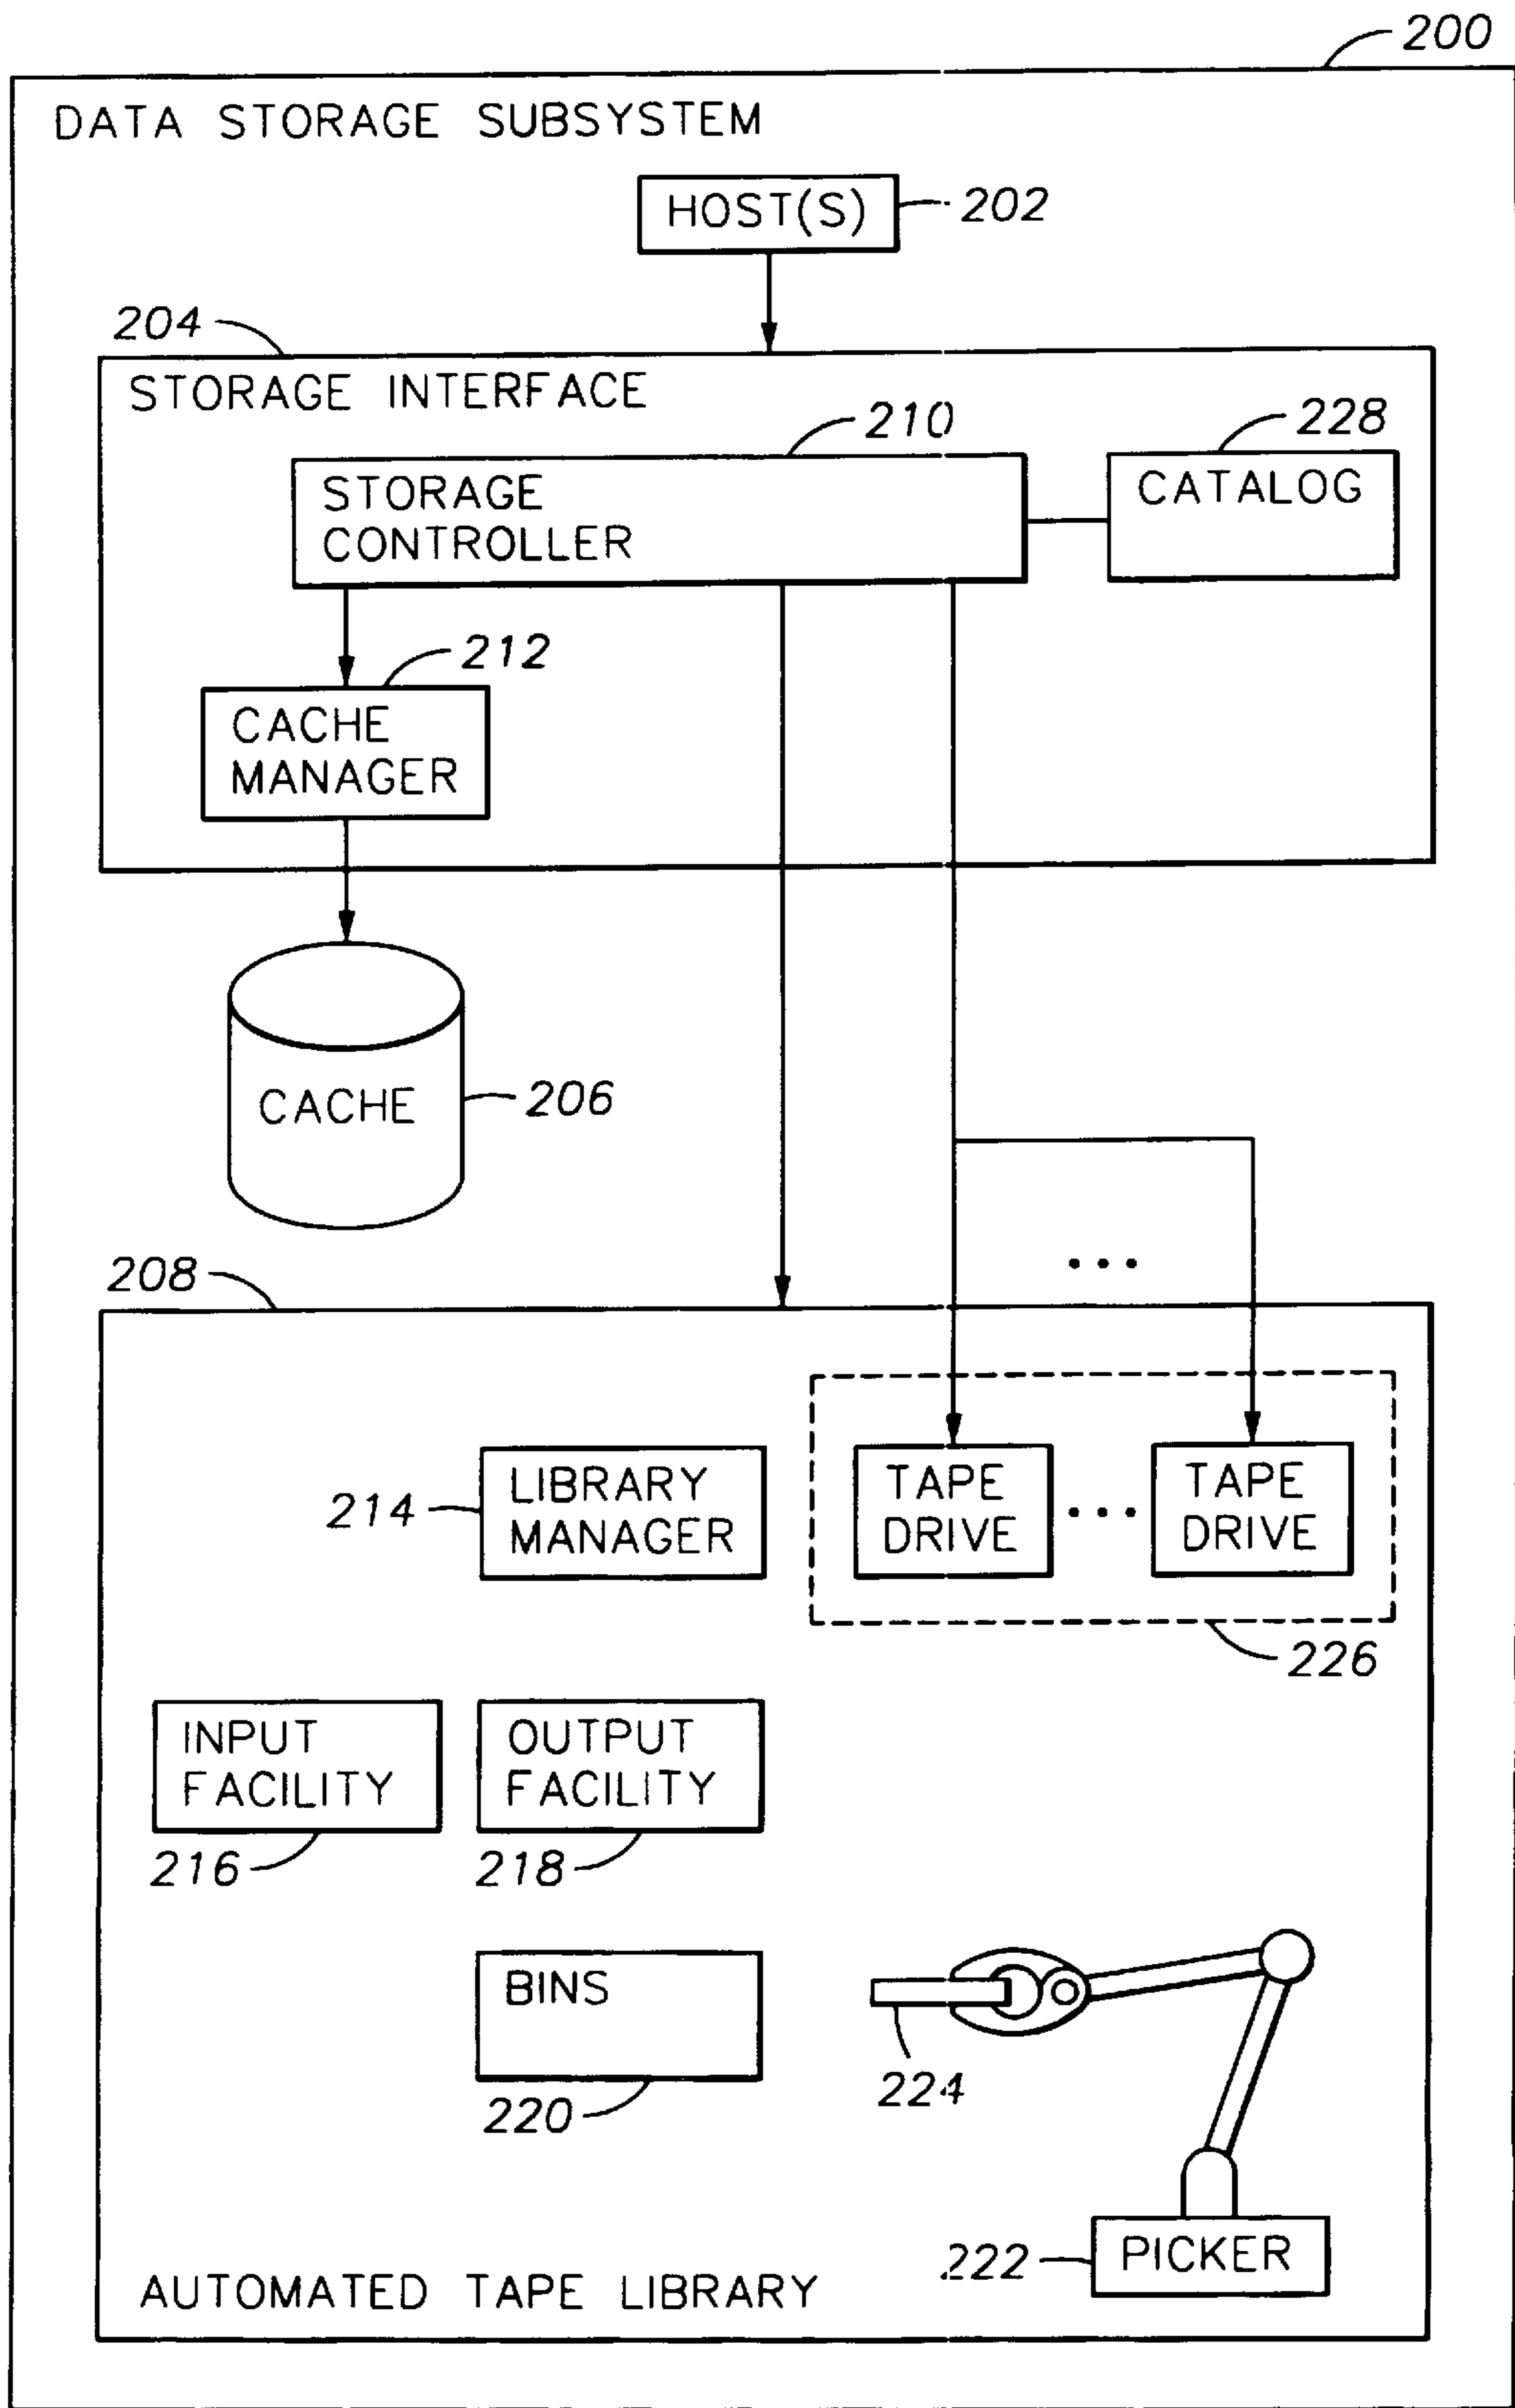 200
DATA STORAGE SUBSYSTEM
HOST(S)
202
204
STORAGE INTERFACE
210
228
STORAGE
CONTROLLER
CATALOG
212
CACHE
MANAGER
CACHE
206
208
...
214
LIBRARY
MANAGER
TAPE
DRIVE
...
TAPE
DRIVE
226
INPUT
FACILITY
OUTPUT
FACILITY
216
218
BINS
220
224
222
PICKER
AUTOMATED TAPE LIBRARY